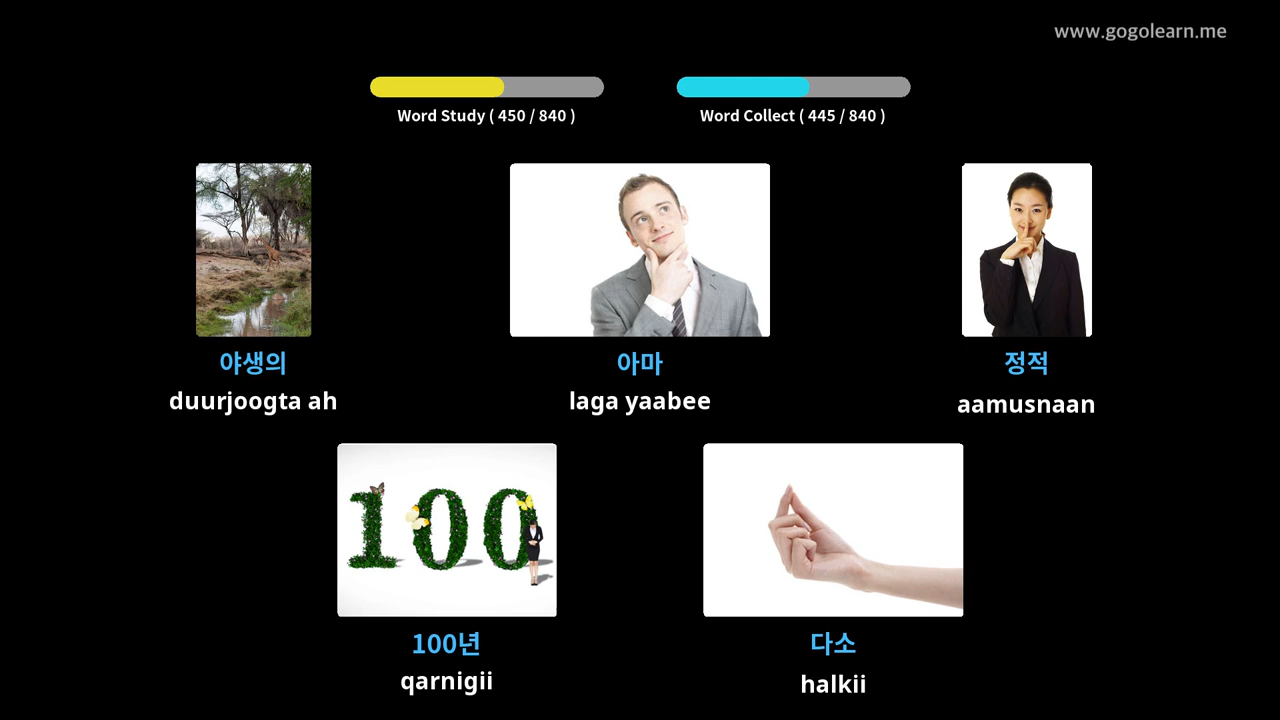 www.gogolearn.me
Word Study ( 450 / 840 )
Word Collect ( 445 / 840 )
야생의
duurjoogta ah
아마
laga yaabee
정적
aamusnaan
100
100년
qarnigii
다소
halkii